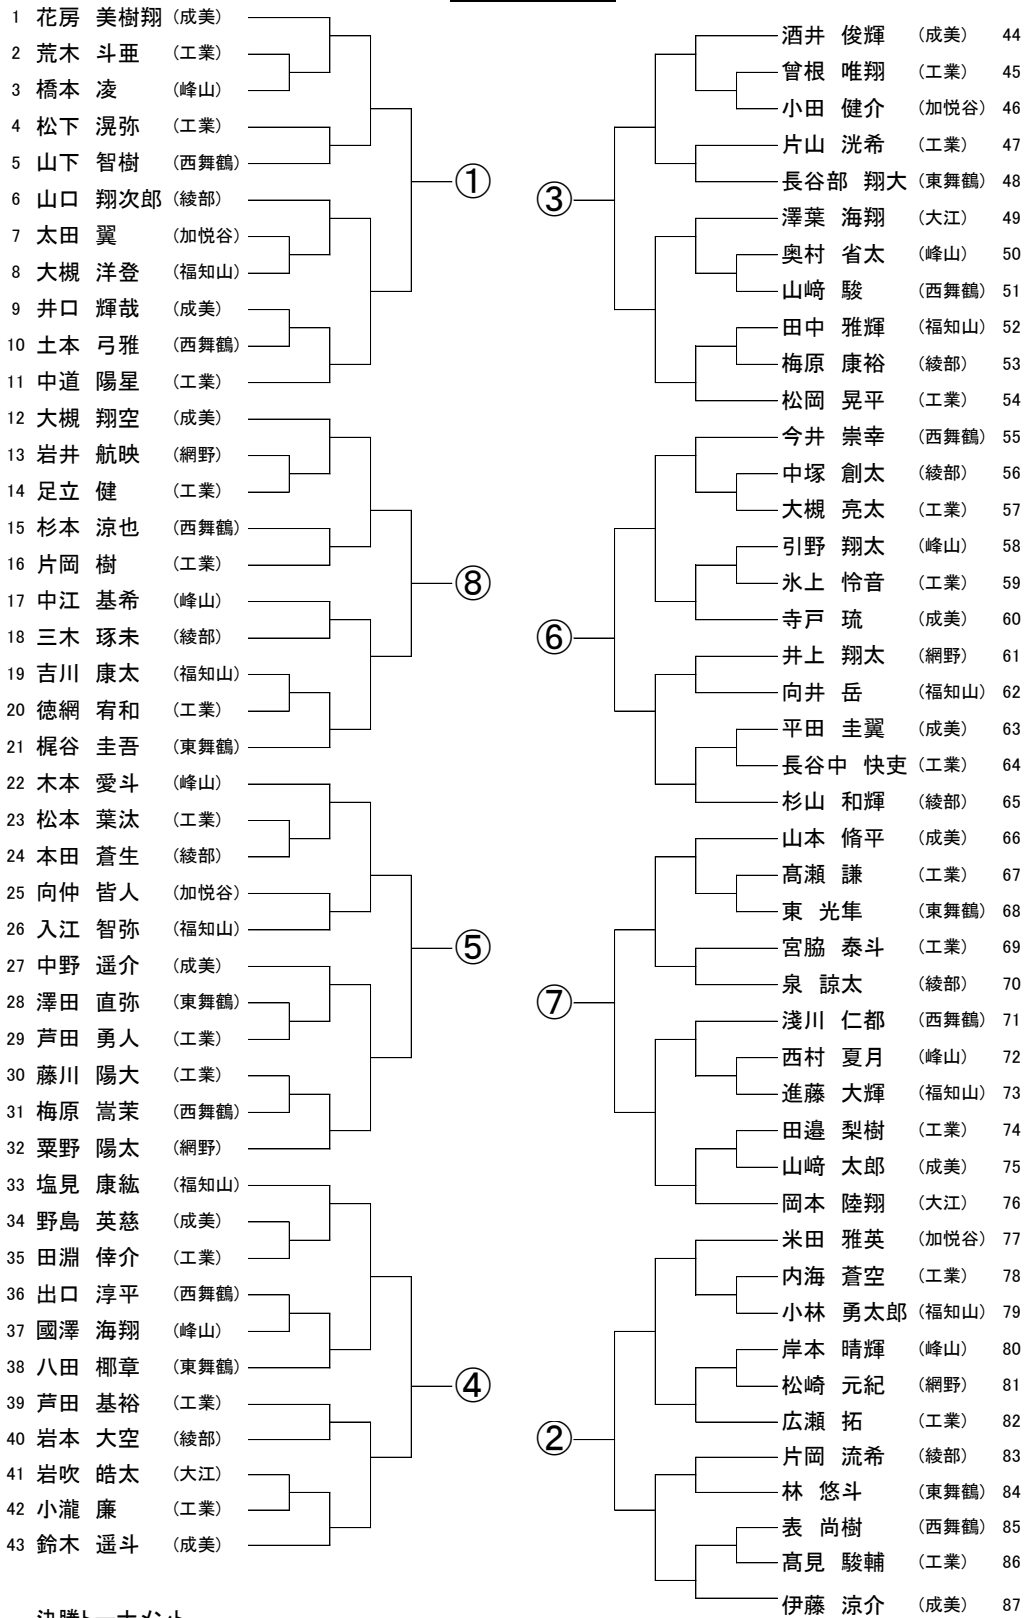 1 花房 美樹翔 (成美)
2 荒木 斗亜 (工業)
3 橋本 凌 (峰山)
4 松下 滉弥 (工業)
5 山下 智樹 (西舞鶴)
6 山口 翔次郎 (綾部)
7 太田 翼 (加悦谷)
8 大槻 洋登 (福知山)
9 井口 輝哉 (成美)
10 土本 弓雅 (西舞鶴)
11 中道 陽星 (工業)
①
12 大槻 翔空 (成美)
13 岩井 航映 (網野)
14 足立 健 (工業)
15 杉本 涼也 (西舞鶴)
16 片岡 樹 (工業)
17 中江 基希 (峰山)
18 三木 琢未 (綾部)
19 吉川 康太 (福知山)
20 徳網 宥和 (工業)
21 梶谷 圭吾 (東舞鶴)
⑧
22 木本 愛斗 (峰山)
23 松本 葉汰 (工業)
24 本田 蒼生 (綾部)
25 向仲 皆人 (加悦谷)
26 入江 智弥 (福知山)
27 中野 遥介 (成美)
28 澤田 直弥 (東舞鶴)
29 芦田 勇人 (工業)
30 藤川 陽大 (工業)
31 梅原 嵩茉 (西舞鶴)
32 粟野 陽太 (網野)
⑤
33 塩見 康紘 (福知山)
34 野島 英慈 (成美)
35 田淵 倖介 (工業)
36 出口 淳平 (西舞鶴)
37 國澤 海翔 (峰山)
38 八田 椰章 (東舞鶴)
39 芦田 基裕 (工業)
40 岩本 大空 (綾部)
41 岩吹 皓太 (大江)
42 小瀧 廉 (工業)
43 鈴木 遥斗 (成美)
④
酒井 俊輝 (成美) 44
曾根 唯翔 (工業) 45
小田 健介 (加悦谷) 46
片山 洸希 (工業) 47
長谷部 翔大 (東舞鶴) 48
澤葉 海翔 (大江) 49
奥村 省太 (峰山) 50
山﨑 駿 (西舞鶴) 51
田中 雅輝 (福知山) 52
梅原 康裕 (綾部) 53
松岡 晃平 (工業) 54
③
今井 崇幸 (西舞鶴) 55
中塚 創太 (綾部) 56
大槻 亮太 (工業) 57
引野 翔太 (峰山) 58
氷上 怜音 (工業) 59
寺戸 琉 (成美) 60
井上 翔太 (網野) 61
向井 岳 (福知山) 62
平田 圭翼 (成美) 63
長谷中 快吏 (工業) 64
杉山 和輝 (綾部) 65
⑥
山本 脩平 (成美) 66
髙瀬 謙 (工業) 67
東 光隼 (東舞鶴) 68
宮脇 泰斗 (工業) 69
泉 諒太 (綾部) 70
淺川 仁都 (西舞鶴) 71
西村 夏月 (峰山) 72
進藤 大輝 (福知山) 73
田邉 梨樹 (工業) 74
山﨑 太郎 (成美) 75
岡本 陸翔 (大江) 76
⑦
米田 雅英 (加悦谷) 77
内海 蒼空 (工業) 78
小林 勇太郎 (福知山) 79
岸本 晴輝 (峰山) 80
松崎 元紀 (網野) 81
広瀬 拓 (工業) 82
片岡 流希 (綾部) 83
林 悠斗 (東舞鶴) 84
表 尚樹 (西舞鶴) 85
髙見 駿輔 (工業) 86
伊藤 涼介 (成美) 87
②
決勝トーナメント